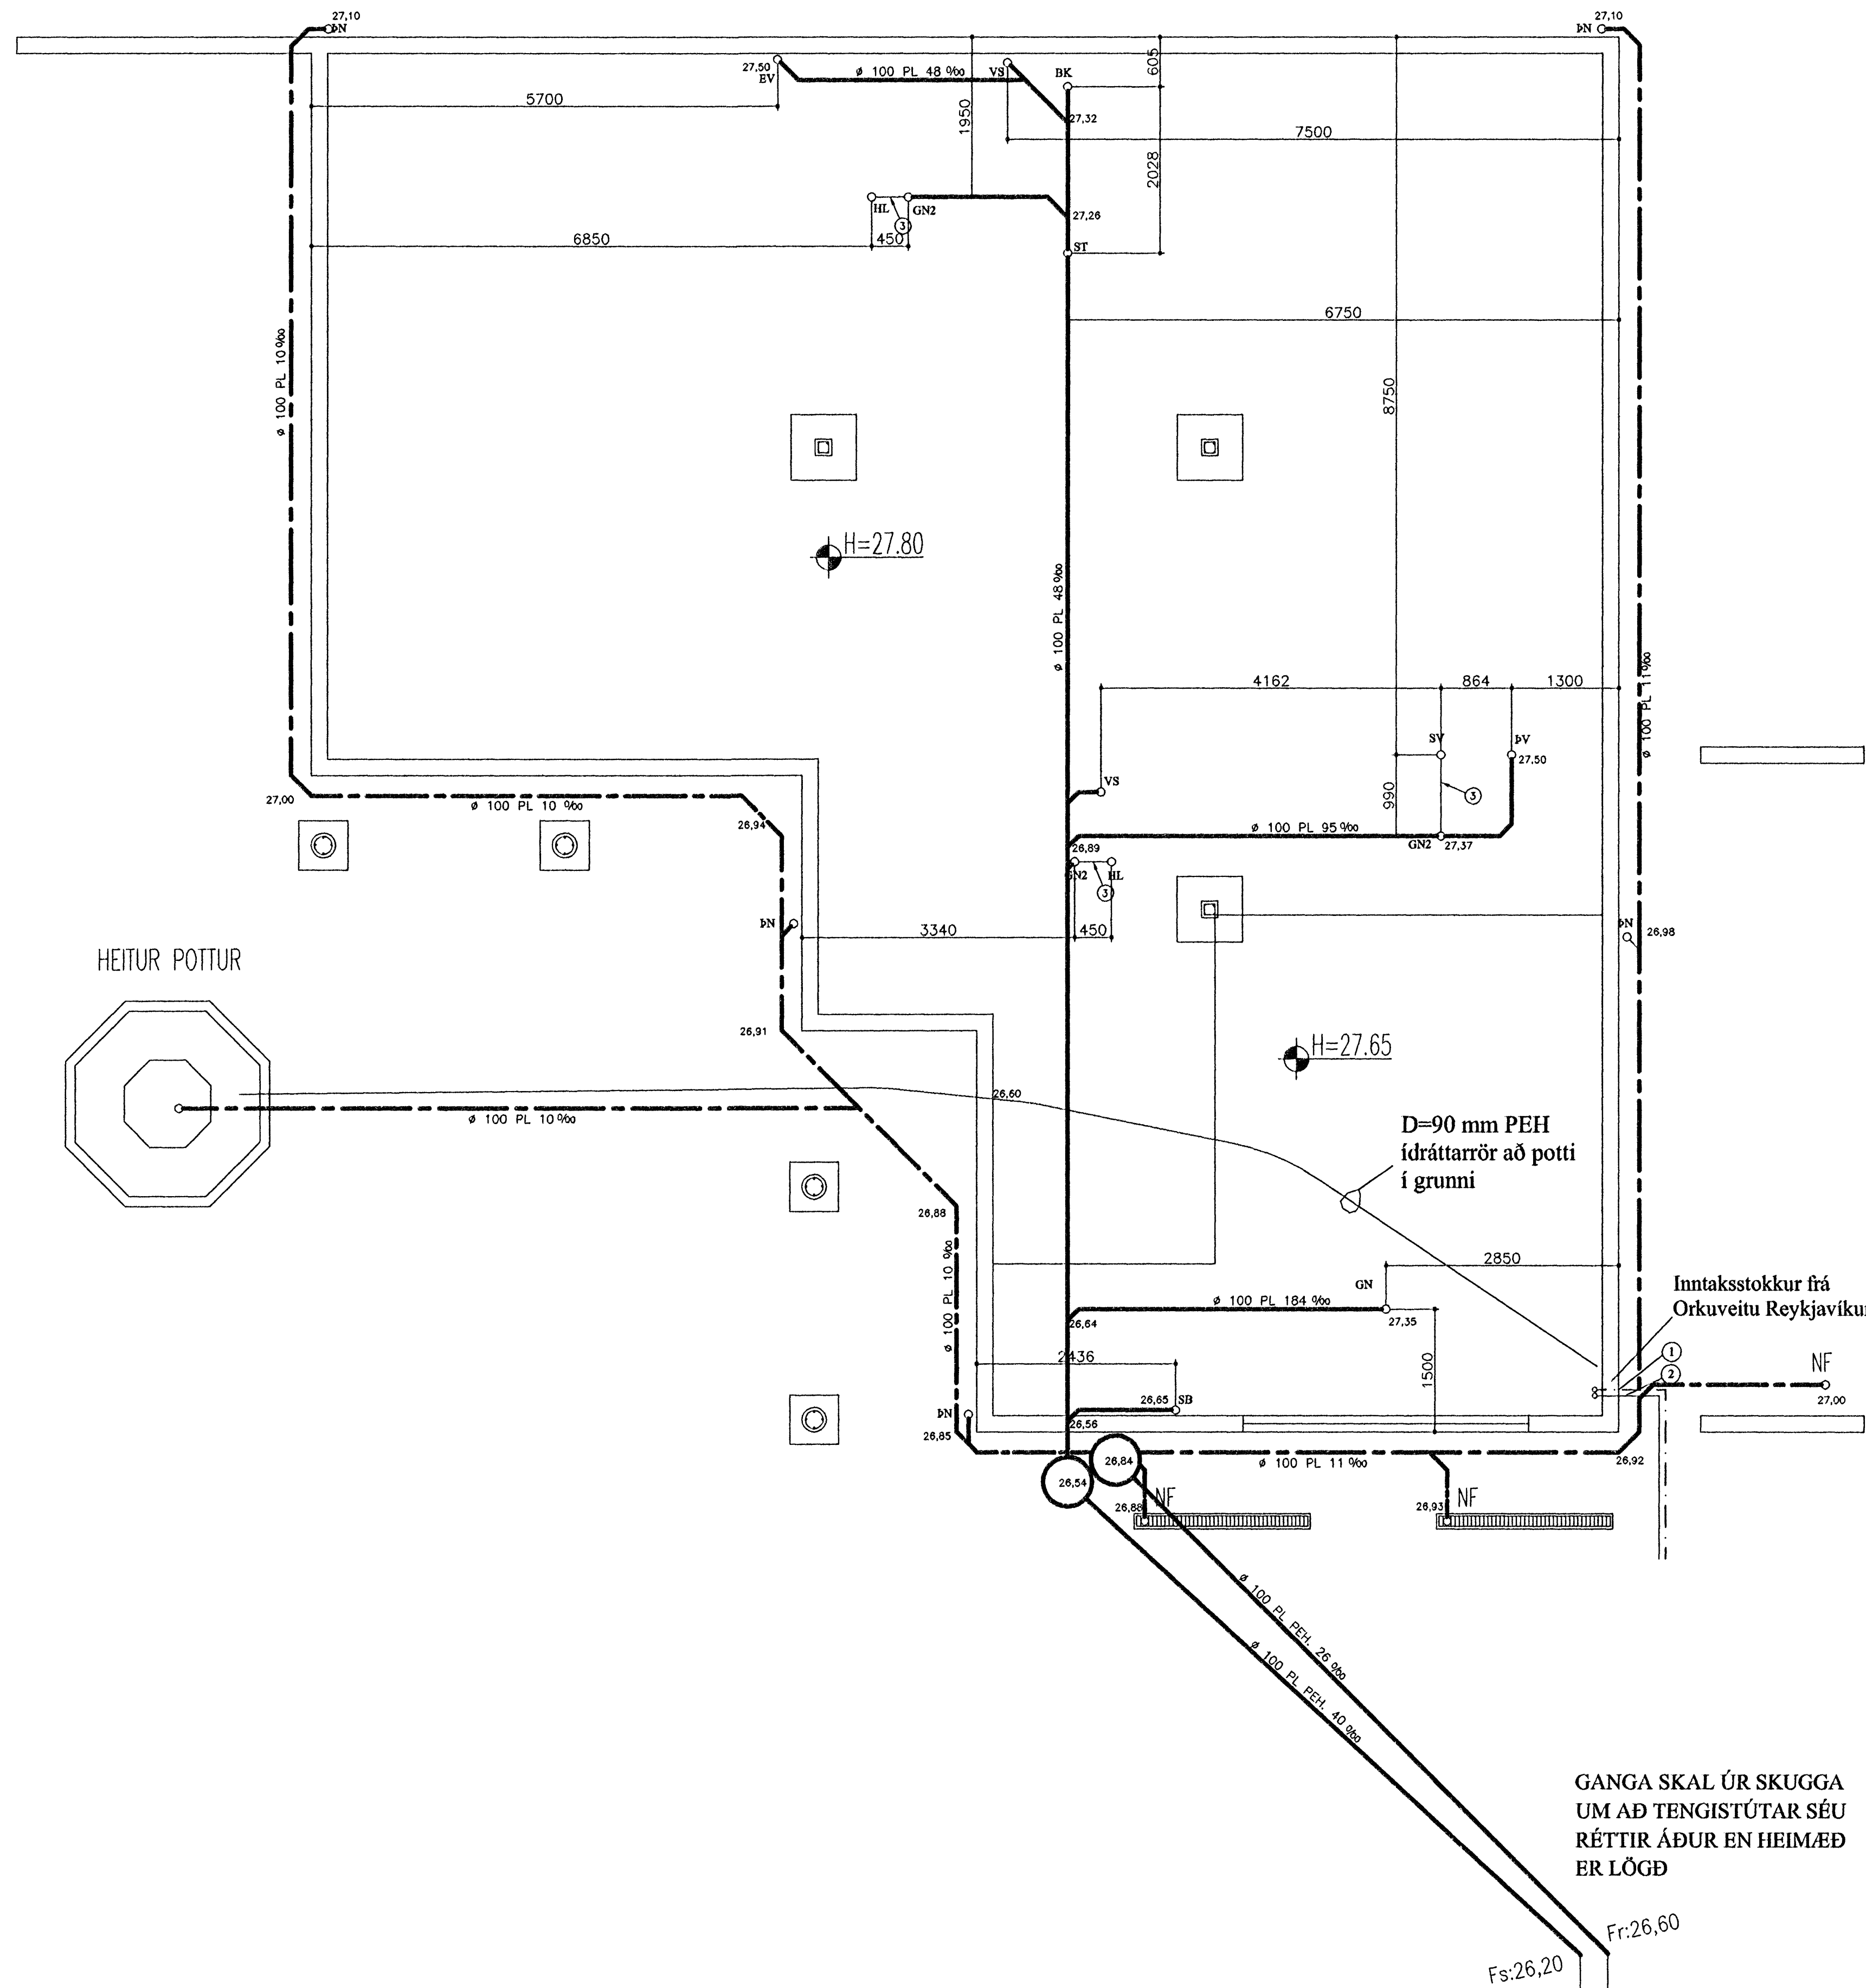 27,10
ÞN
27,10
ÞN
27,50
EV
ø 100 PL 48 ‰
VS
BK
605
5700
1950
27,32
7500
2028
HL
GN2
3
27,26
6850
450
ST
6750
ø 100 PL 10‰
8750
H=27.80
ø 100 PL 48‰
ø 100 PL 11‰
4162
864
1300
SV
ÞV
27,50
VS
990
3
27,00
ø 100 PL 10 ‰
26,94
ø 100 PL 95‰
26,89
GN2
27,37
GN2
HL
3
ÞN
3340
450
ÞN
26,98
HEITUR POTTUR
26,91
H=27.65
26,60
ø 100 PL 10‰
D=90 mm PEH
ídráttarrör að potti
í grunni
26,88
ø 100 PL 10 ‰
2850
GN
ø 100 PL 184 ‰
27,35
26,64
Inntaksstokkur frá
Orkuveitu Reykjavíkur
1
2
NF
27,00
2436
1500
26,65
SB
ÞN
26,56
26,85
26,84
ø 100 PL 11 ‰
26,92
26,54
26,88
NF
26,93
NF
ø 100 PL PEH. 26 ‰
ø 100 PL PEH. 40 ‰
GANGA SKAL ÚR SKUGGA
UM AÐ TENGISTÚTAR SÉU
RÉTTIR ÁÐUR EN HEIMÆÐ
ER LÖGÐ
Fr:26,60
Fs:26,20